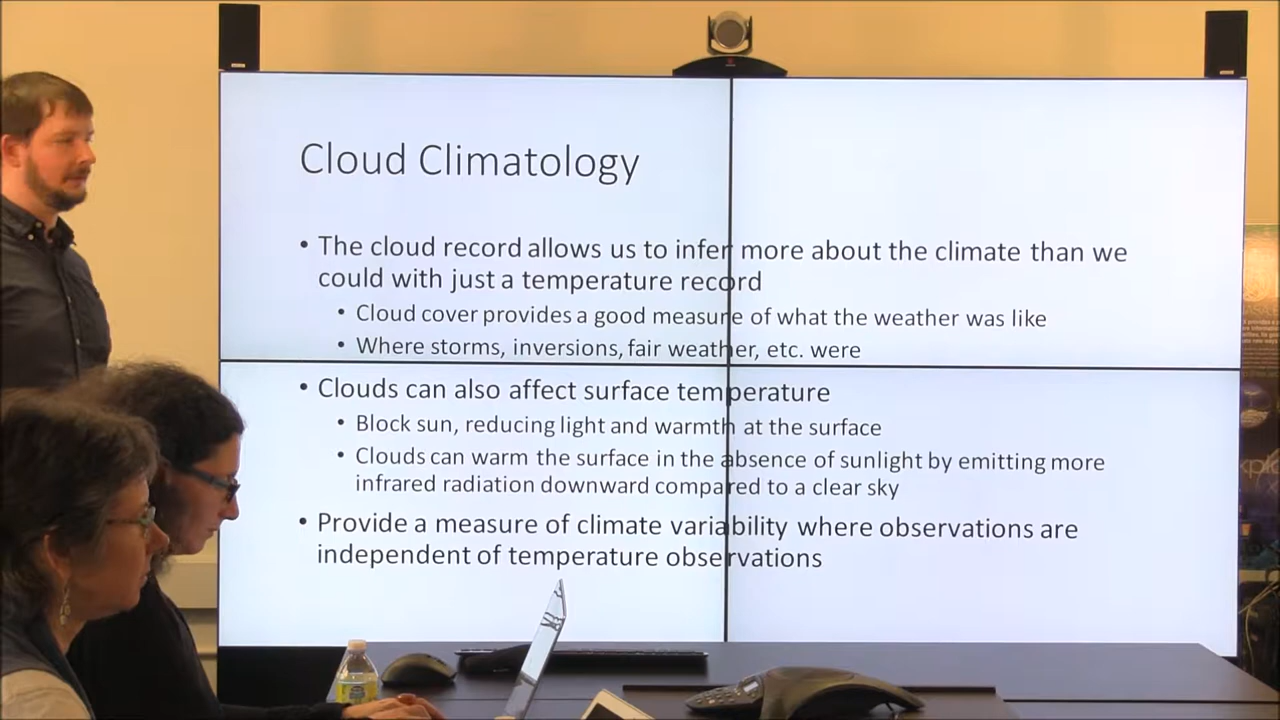 Cloud Climatology
• The cloud record allows us to infer more about the climate than we
could with just a temperature record
• Cloud cover provides a good measure of what the weather was like
• Where storms, inversions, fair weather, etc. were
• Clouds can also affect surface temperature
• Block sun, reducing light and warmth at the surface
• Clouds can warm the surface in the absence of sunlight by emitting more
infrared radiation downward compared to a clear sky
• Provide a measure of climate variability where observations are
independent of temperature observations